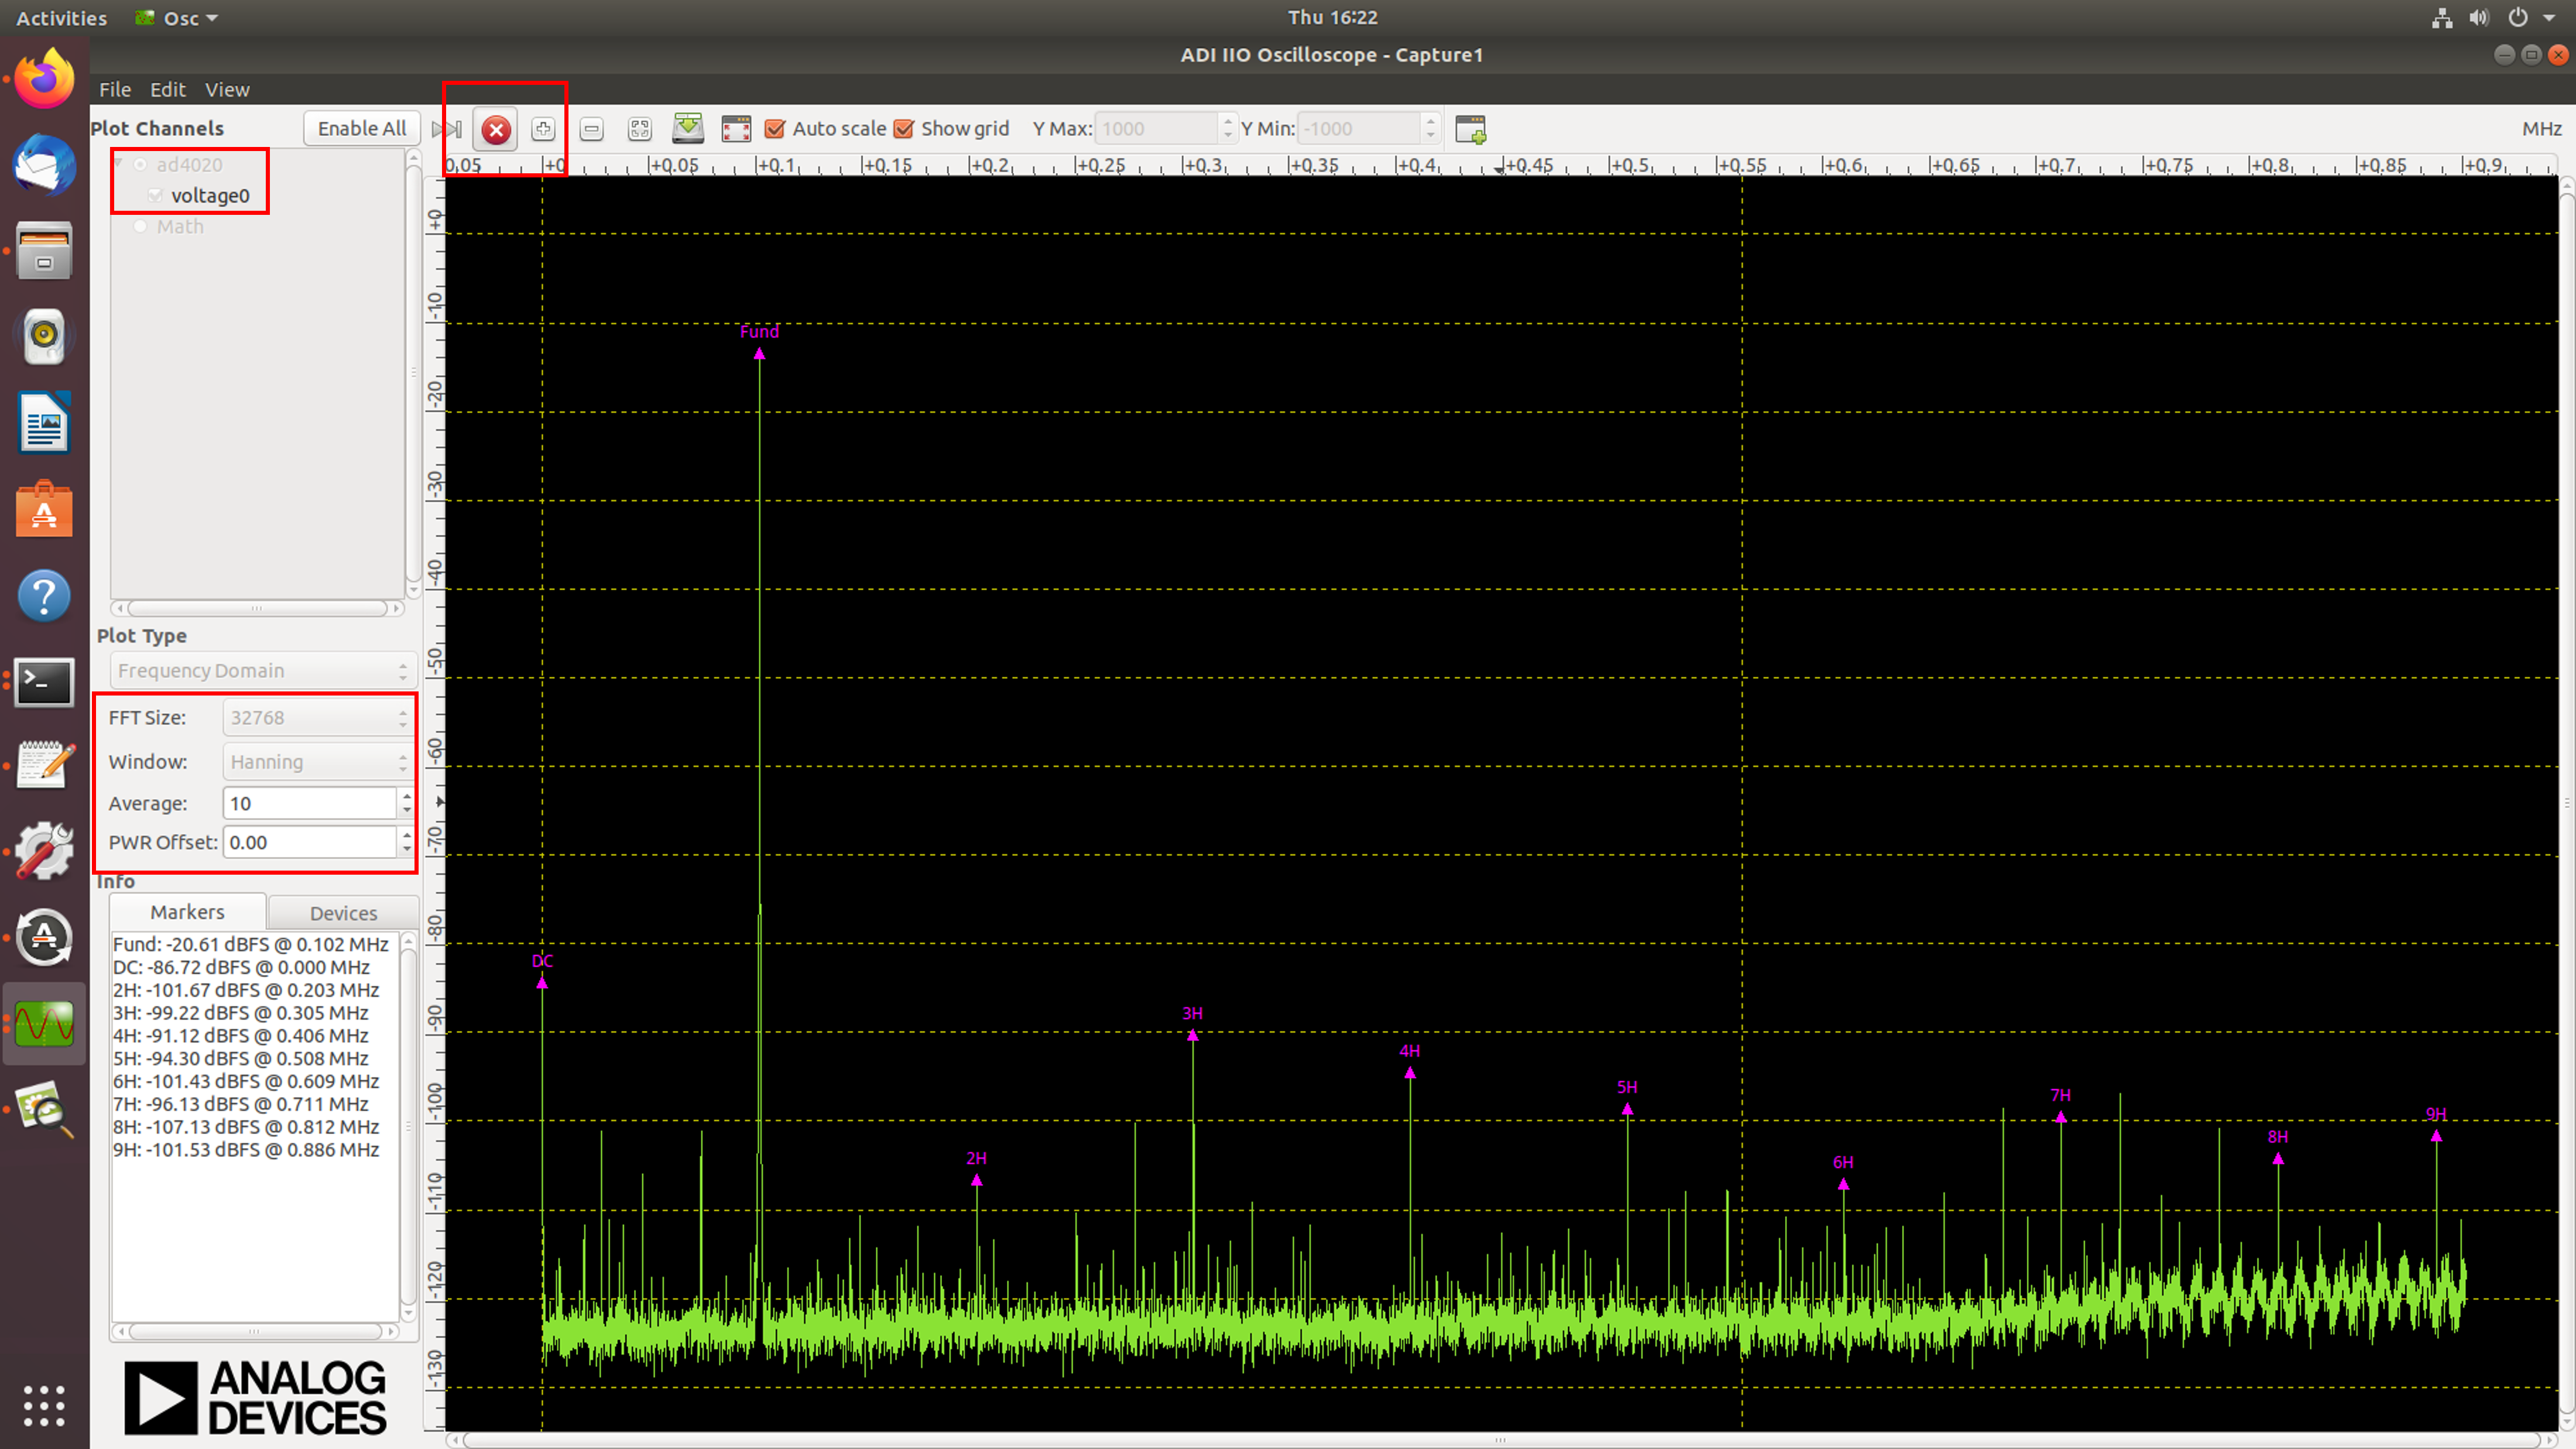 Activities Osc Thu 16:22
ADI IIO Oscilloscope - Capture1
File Edit View
Plot Channels Enable All Auto scale Show grid Y Max: 1000 Y Min: -1000 MHz
0.05 +0 +0.05 +0.1 +0.15 +0.2 +0.25 +0.3 +0.35 +0.4 +0.45 +0.5 +0.55 +0.6 +0.65 +0.7 +0.75 +0.8 +0.85 +0.9
ad4020
voltage0
Math
+0
-10
-20
-30
-40
-50
-60
-70
-80
-90
-100
-110
-120
-130
Fund
DC
2H
3H
4H
5H
6H
7H
8H
9H
Plot Type
Frequency Domain
FFT Size: 32768
Window: Hanning
Average: 10
PWR Offset: 0.00
Info
Markers Devices
Fund: -20.61 dBFS @ 0.102 MHz
DC: -86.72 dBFS @ 0.000 MHz
2H: -101.67 dBFS @ 0.203 MHz
3H: -99.22 dBFS @ 0.305 MHz
4H: -91.12 dBFS @ 0.406 MHz
5H: -94.30 dBFS @ 0.508 MHz
6H: -101.43 dBFS @ 0.609 MHz
7H: -96.13 dBFS @ 0.711 MHz
8H: -107.13 dBFS @ 0.812 MHz
9H: -101.53 dBFS @ 0.886 MHz
ANALOG
DEVICES